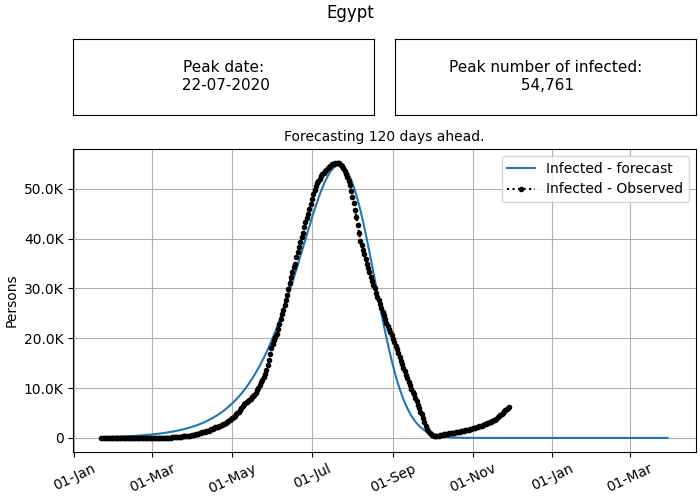 Egypt
Peak date:
22-07-2020
Peak number of infected:
54,761
Forecasting 120 days ahead.
Infected - forecast
Infected - Observed
50.0K
40.0K
30.0K
20.0K
10.0K
0
Persons
01-Jan
01-Mar
01-May
01-Jul
01-Sep
01-Nov
01-Jan
01-Mar